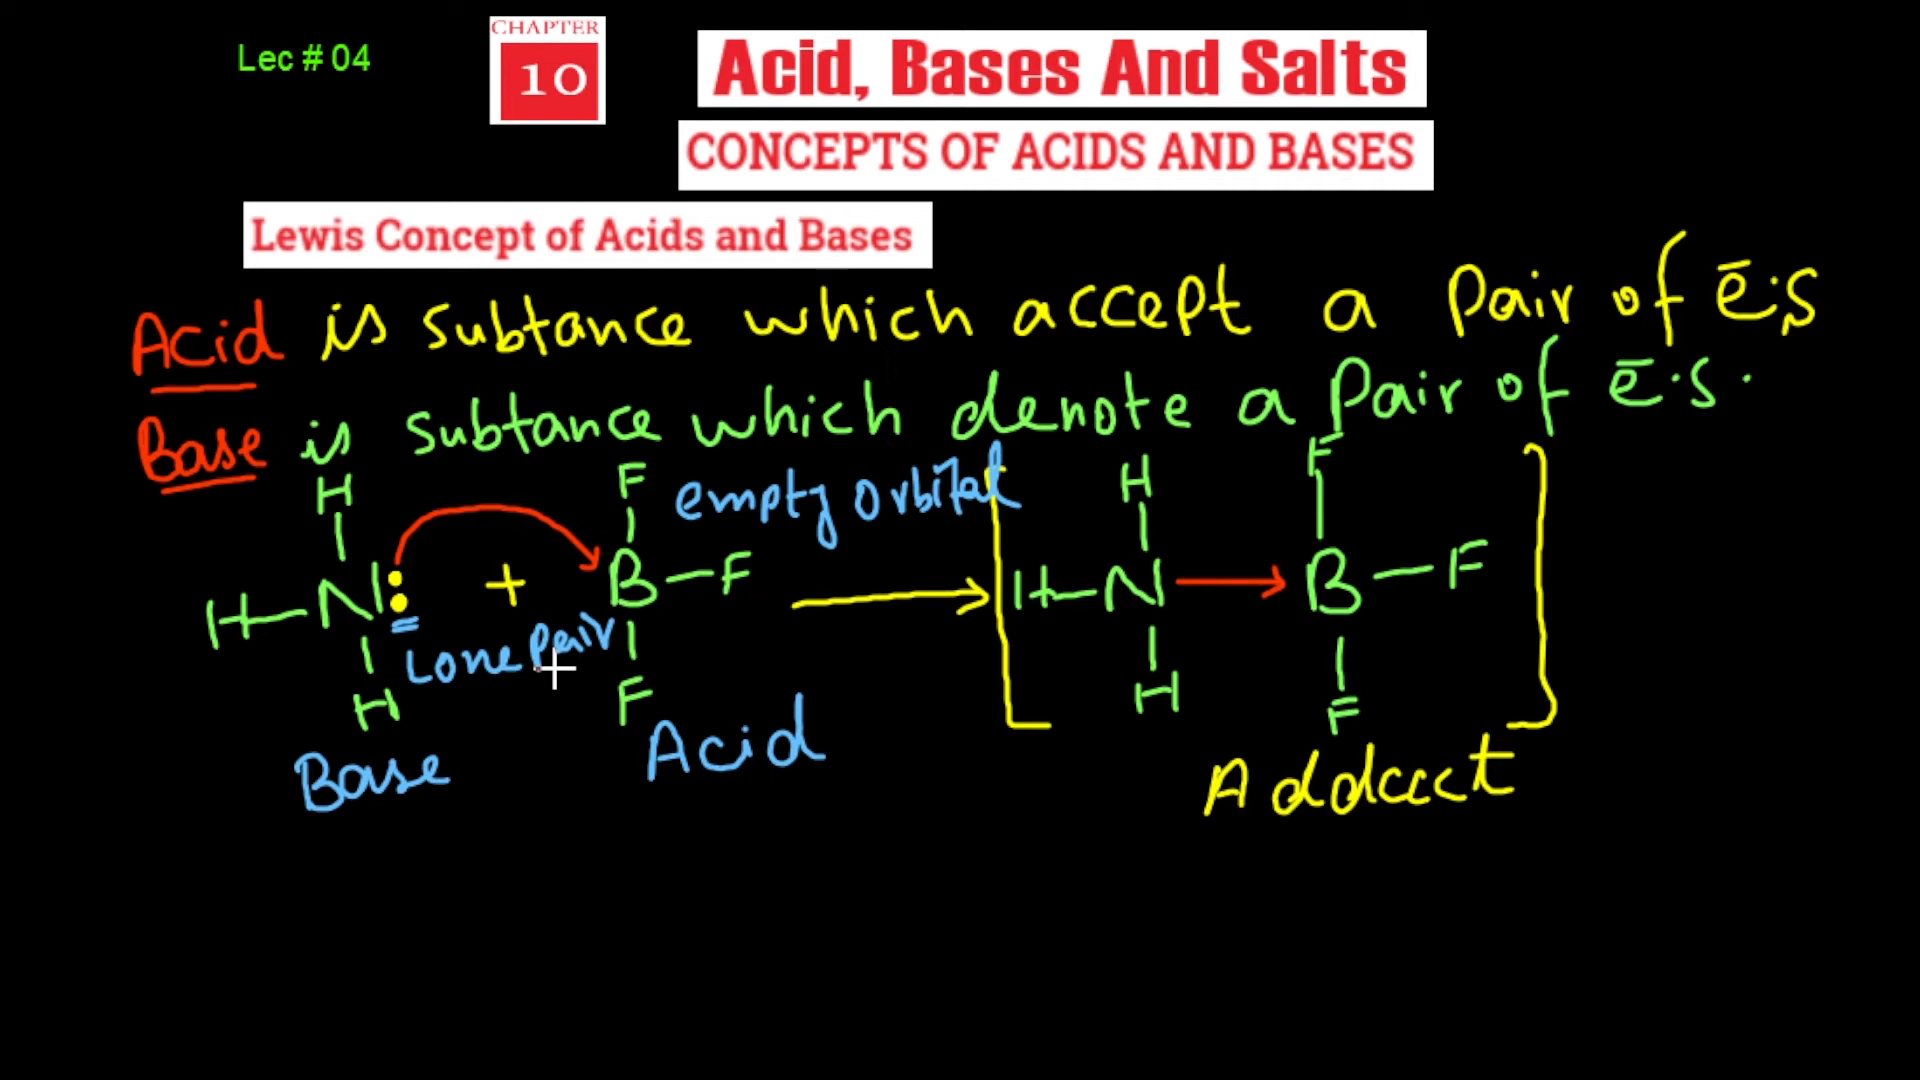 Lec # 04
CHAPTER
10
Acid, Bases And Salts
CONCEPTS OF ACIDS AND BASES
Lewis Concept of Acids and Bases
Acid is subtance which accept a Pair of ē.s
Base is subtance which denote a Pair of ē.s.
H F empty orbital H F
H-N: + B-F → H-N → B-F
Lone pair
H F H F
Base Acid Adduct